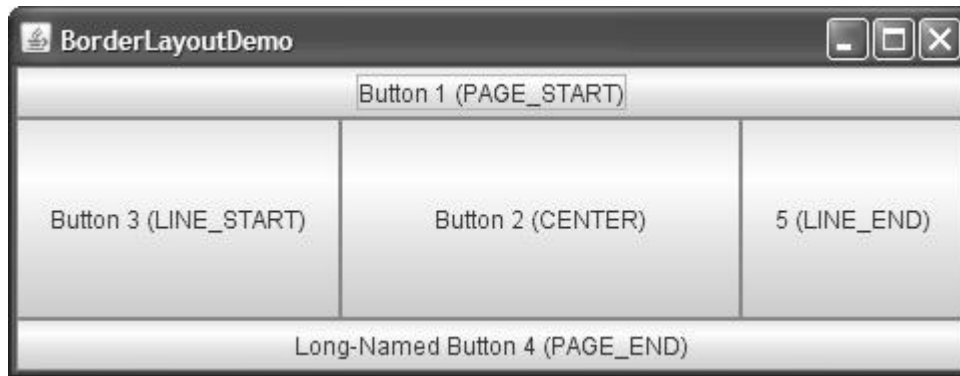 BorderLayoutDemo
Button 1 (PAGE_START)
Button 3 (LINE_START)
Button 2 (CENTER)
5 (LINE_END)
Long-Named Button 4 (PAGE_END)